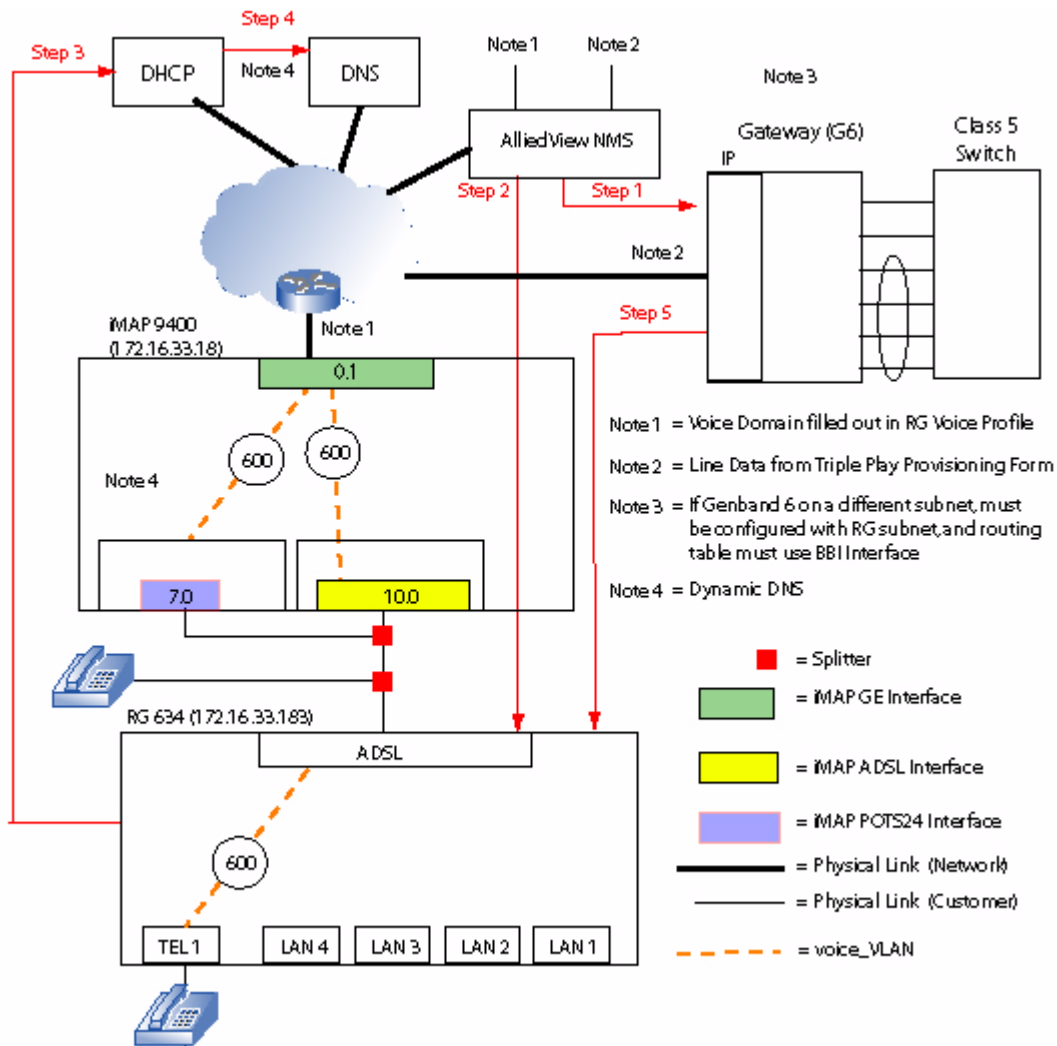 Step 4
Step 3
DHCP
Note 4
DNS
Note 1
Note 2
Note 3
AlliedView NMS
Gateway (G6)
Class 5
Switch
IP
Step 2
Step 1
Note 2
Step 5
Note 1
iMAP 9400
(172.16.33.18)
0.1
600
600
Note 4
7.0
10.0
Note 1 = Voice Domain filled out in RG Voice Profile
Note 2 = Line Data from Triple Play Provisioning Form
Note 3 = If Genband 6 on a different subnet, must
be configured with RG subnet, and routing
table must use BBI Interface
Note 4 = Dynamic DNS
= Splitter
= iMAP GE Interface
= iMAP ADSL Interface
= iMAP POTS24 Interface
= Physical Link (Network)
= Physical Link (Customer)
= voice_VLAN
RG 634 (172.16.33.183)
ADSL
600
TEL 1
LAN 4
LAN 3
LAN 2
LAN 1